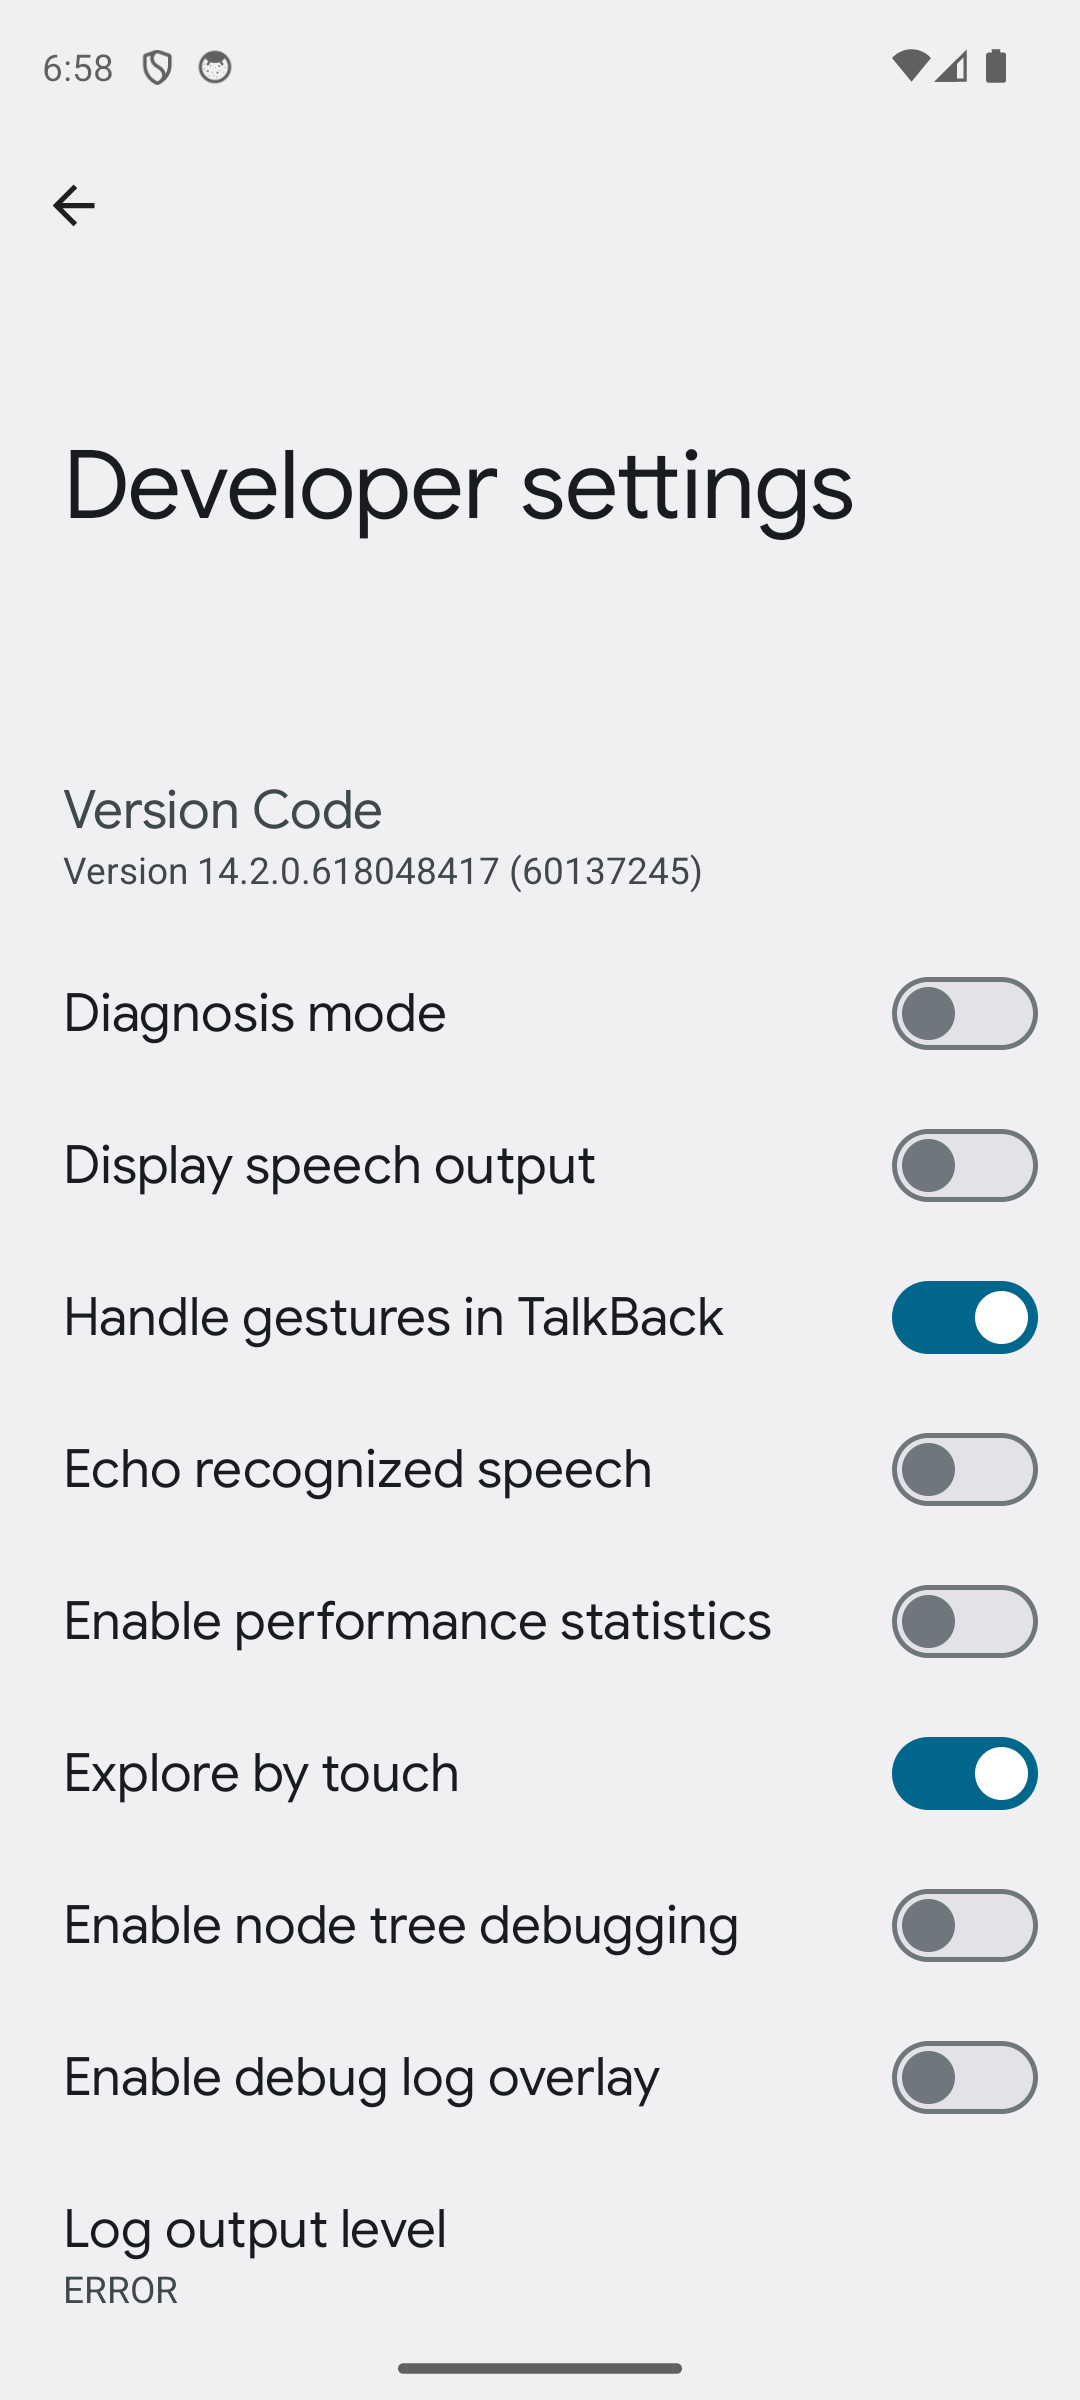 6:58
Developer settings
Version Code
Version 14.2.0.618048417 (60137245)
Diagnosis mode
Display speech output
Handle gestures in TalkBack
Echo recognized speech
Enable performance statistics
Explore by touch
Enable node tree debugging
Enable debug log overlay
Log output level
ERROR